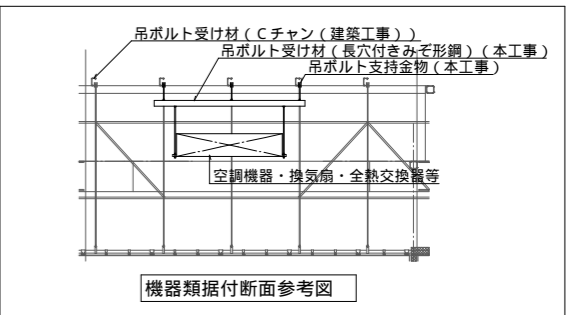 吊ボルト受け材(Cチャン(建築工事))
吊ボルト受け材(長穴付きみぞ形鋼)(本工事)
吊ボルト支持金物(本工事)
空調機器・換気扇・全熱交換器等
機器類据付断面参考図